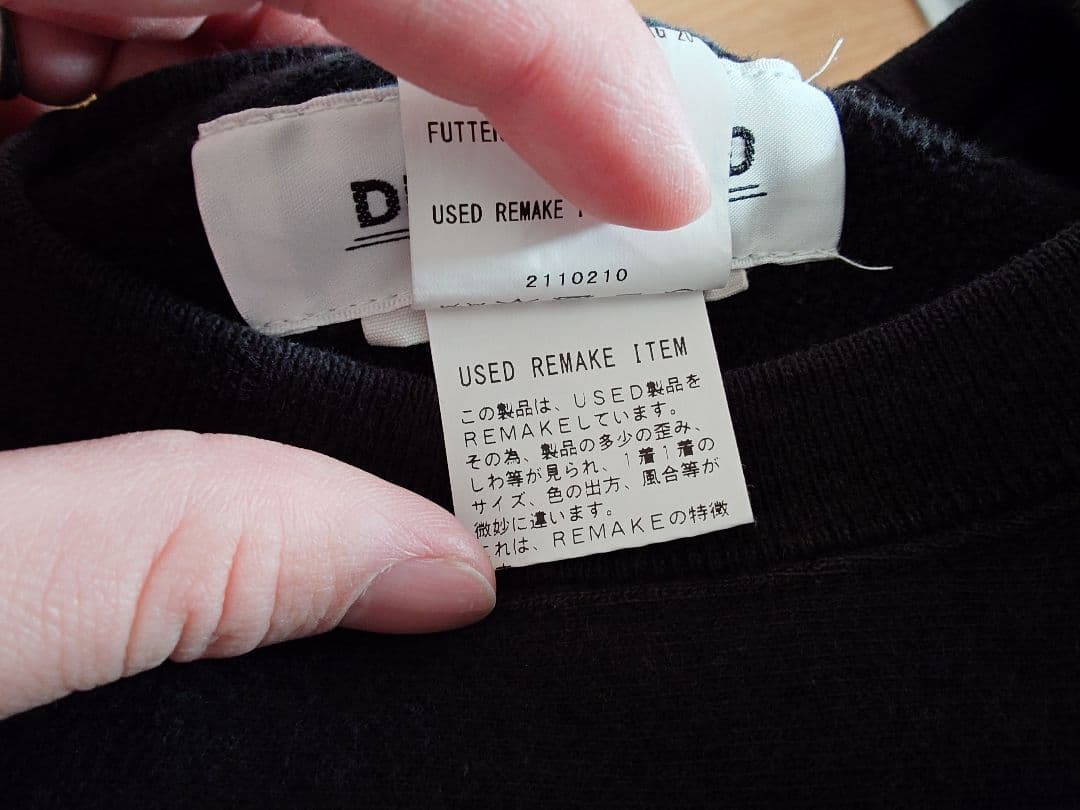 G 20
USED REMAKE
2110210
USED REMAKE ITEM
この製品は、USED製品を
REMAKEしています。
その為、製品の多少の歪み、
しわ等が見られ、1着1着の
サイズ、色の出方、風合等が
微妙に違います。
これは、REMAKEの特徴